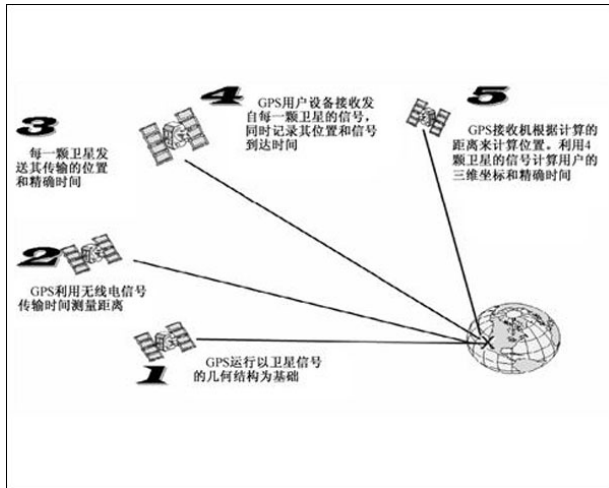 1
GPS运行以卫星信号
的几何结构为基础
2
GPS利用无线电信号
传输时间测量距离
3
每一颗卫星发
送其传输的位置
和精确时间
4
GPS用户设备接收发
自每一颗卫星的信号,
同时记录其位置和信号
到达时间
5
GPS接收机根据计算的
距离来计算位置。利用4
颗卫星的信号计算用户的
三维坐标和精确时间